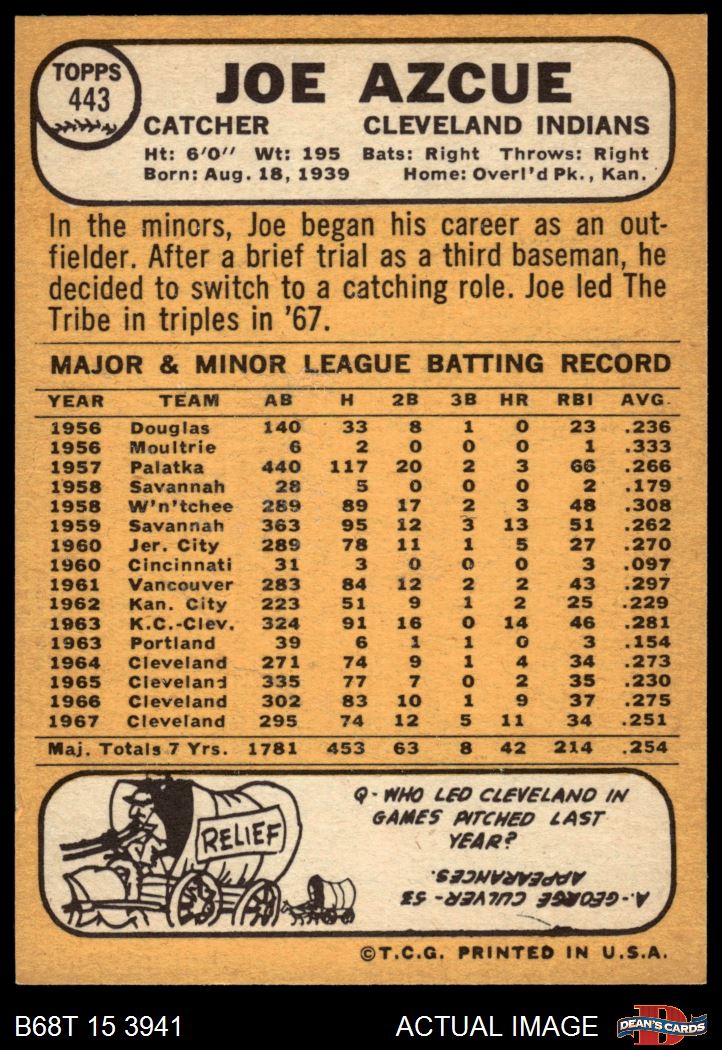 TOPPS
443
JOE AZCUE
CATCHER CLEVELAND INDIANS
Ht: 6'0'' Wt: 195 Bats: Right Throws: Right
Born: Aug. 18, 1939 Home: Overl'd Pk., Kan.
In the minors, Joe began his career as an out-
fielder. After a brief trial as a third baseman, he
decided to switch to a catching role. Joe led The
Tribe in triples in '67.
MAJOR & MINOR LEAGUE BATTING RECORD
YEAR TEAM AB H 2B 3B HR RBI AVG.
1956 Douglas 140 33 8 1 0 23 .236
1956 Moultrie 6 2 0 0 0 1 .333
1957 Palatka 440 117 20 2 3 66 .266
1958 Savannah 28 5 0 0 0 2 .179
1958 W'n'tchee 289 89 17 2 3 48 .308
1959 Savannah 363 95 12 3 13 51 .262
1960 Jer. City 289 78 11 1 5 27 .270
1960 Cincinnati 31 3 0 0 0 3 .097
1961 Vancouver 283 84 12 2 2 43 .297
1962 Kan. City 223 51 9 1 2 25 .229
1963 K.C.-Clev. 324 91 16 0 14 46 .281
1963 Portland 39 6 1 1 0 3 .154
1964 Cleveland 271 74 9 1 4 34 .273
1965 Cleveland 335 77 7 0 2 35 .230
1966 Cleveland 302 83 10 1 9 37 .275
1967 Cleveland 295 74 12 5 11 34 .251
Maj. Totals 7 Yrs. 1781 453 63 8 42 214 .254
RELIEF
Q- WHO LED CLEVELAND IN
GAMES PITCHED LAST
YEAR?
A.- GEORGE CULVER - 53
APPEARANCES.
©T.C.G. PRINTED IN U.S.A.
B68T 15 3941 ACTUAL IMAGE
D
DEAN'S CARDS